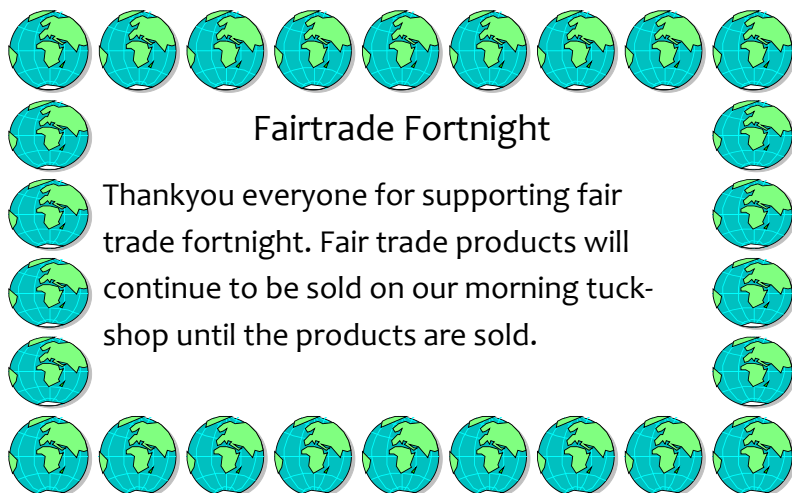 Fairtrade Fortnight
Thankyou everyone for supporting fair
trade fortnight. Fair trade products will
continue to be sold on our morning tuck-
shop until the products are sold.